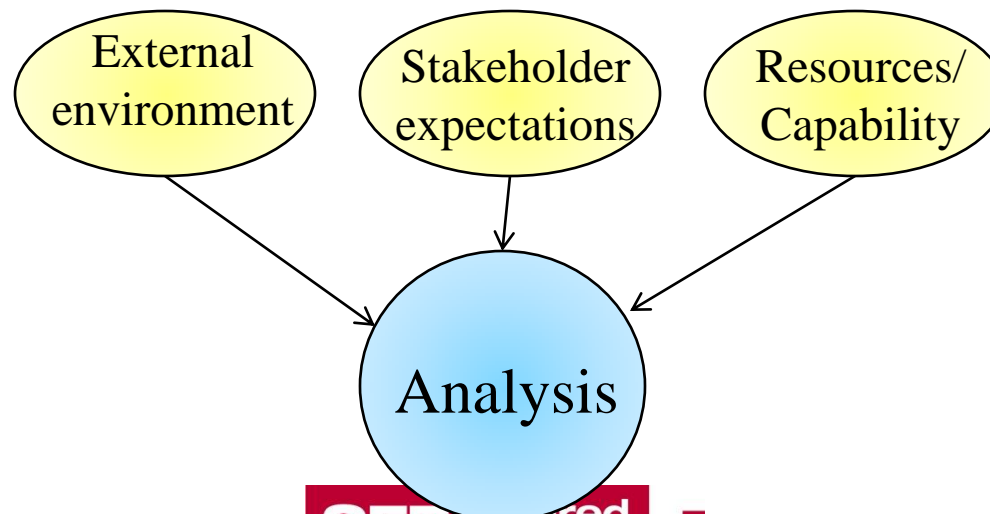 External
environment
Stakeholder
expectations
Resources/
Capability
Analysis